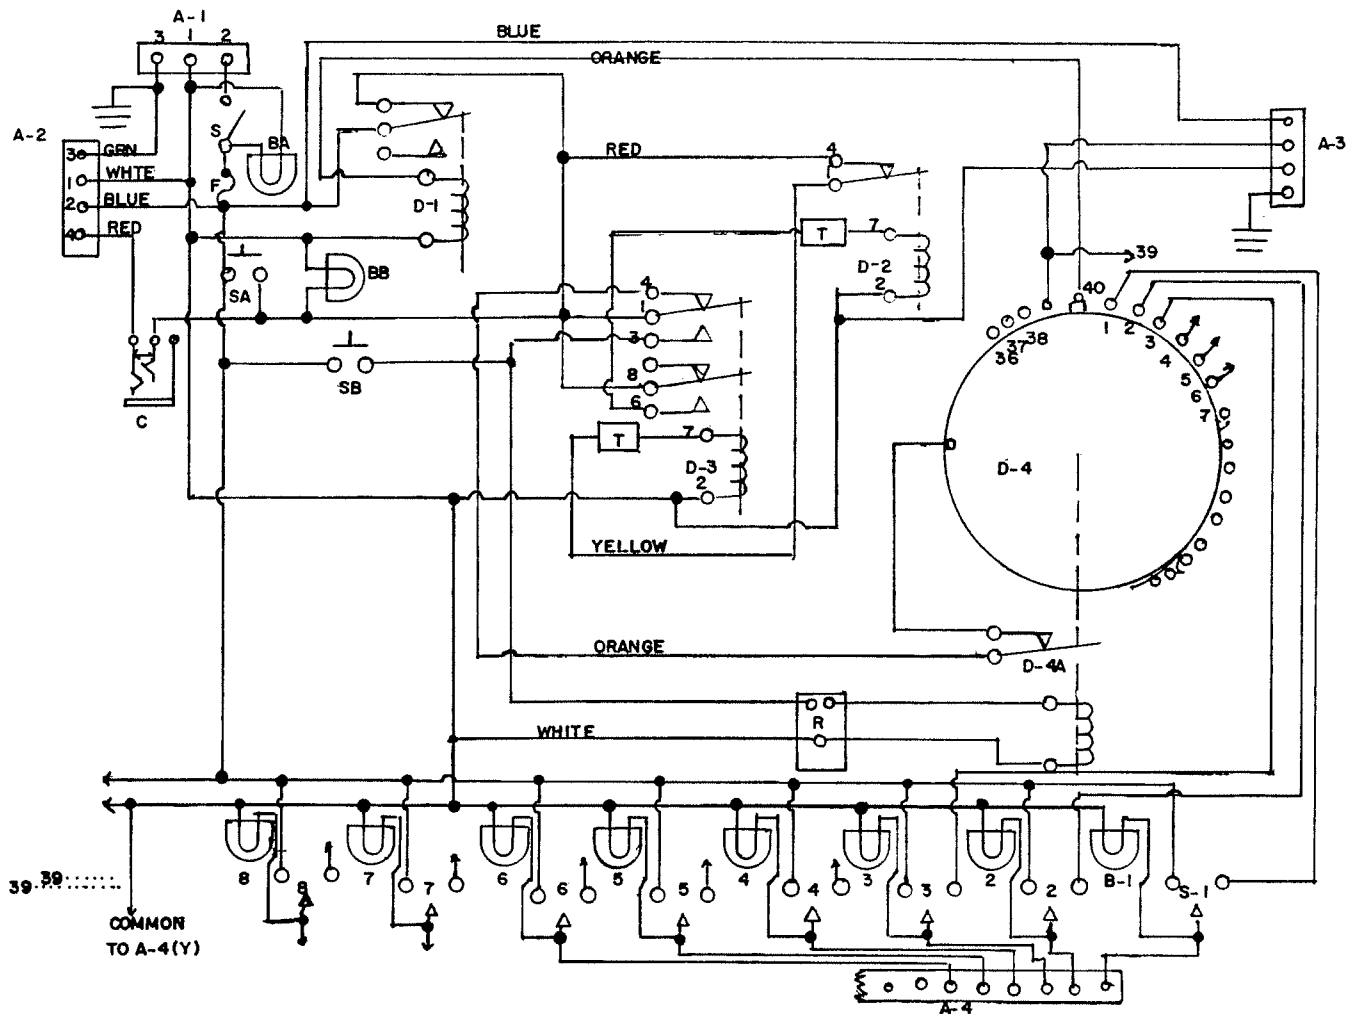 A-1
3 1 2
BLUE
ORANGE
A-2
A-3
S
BA
RED
4
3 GRN
1 WHTE
2 BLUE
4 RED
F
D-1
1
T
7
D-2
2
39
BB
SA
40
4
1
3
8
6
1
2
3
4
5
6
7
38
37
36
SB
C
T
7
D-3
2
D-4
YELLOW
ORANGE
D-4A
R
WHITE
8 7 6 5 4 3 2 B-1
8 7 6 5 4 3 2 S-1
39
39
COMMON
TO A-4(Y)
A-4